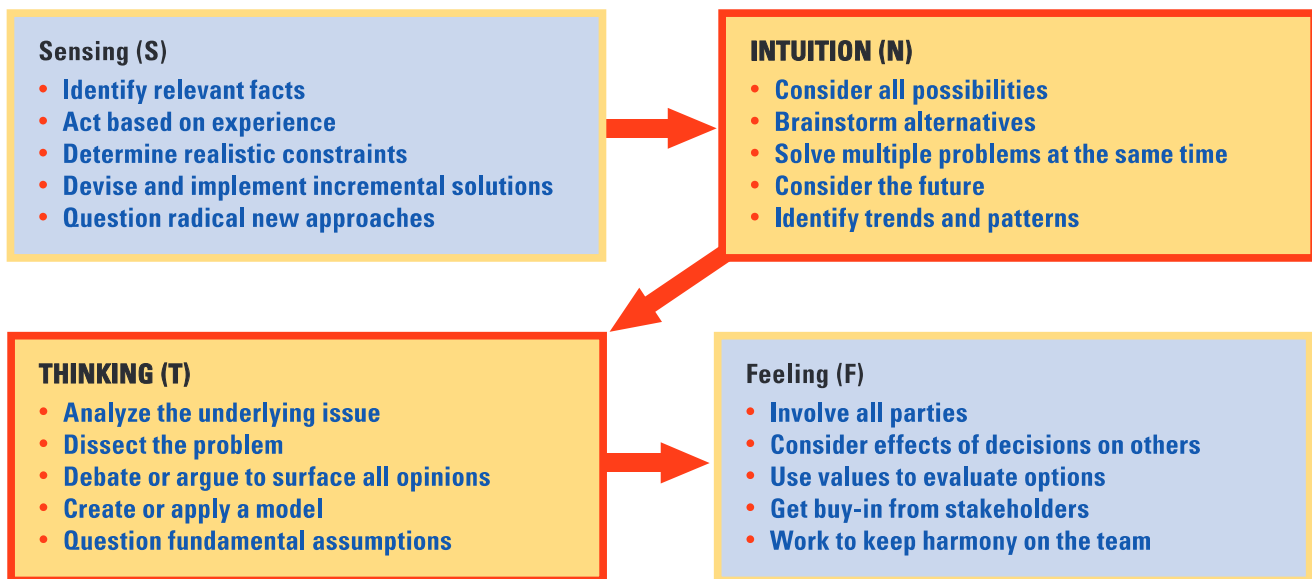 Sensing (S)
• Identify relevant facts
• Act based on experience
• Determine realistic constraints
• Devise and implement incremental solutions
• Question radical new approaches
INTUITION (N)
• Consider all possibilities
• Brainstorm alternatives
• Solve multiple problems at the same time
• Consider the future
• Identify trends and patterns
THINKING (T)
• Analyze the underlying issue
• Dissect the problem
• Debate or argue to surface all opinions
• Create or apply a model
• Question fundamental assumptions
Feeling (F)
• Involve all parties
• Consider effects of decisions on others
• Use values to evaluate options
• Get buy-in from stakeholders
• Work to keep harmony on the team